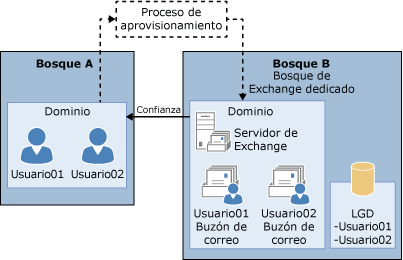 Proceso de
aprovisionamiento
Bosque A
Dominio
Usuario01
Usuario02
Confianza
Bosque B
Bosque de
Exchange dedicado
Dominio
Servidor de
Exchange
Usuario01
Buzón de
correo
Usuario02
Buzón de
correo
LGD
-Usuario01
-Usuario02